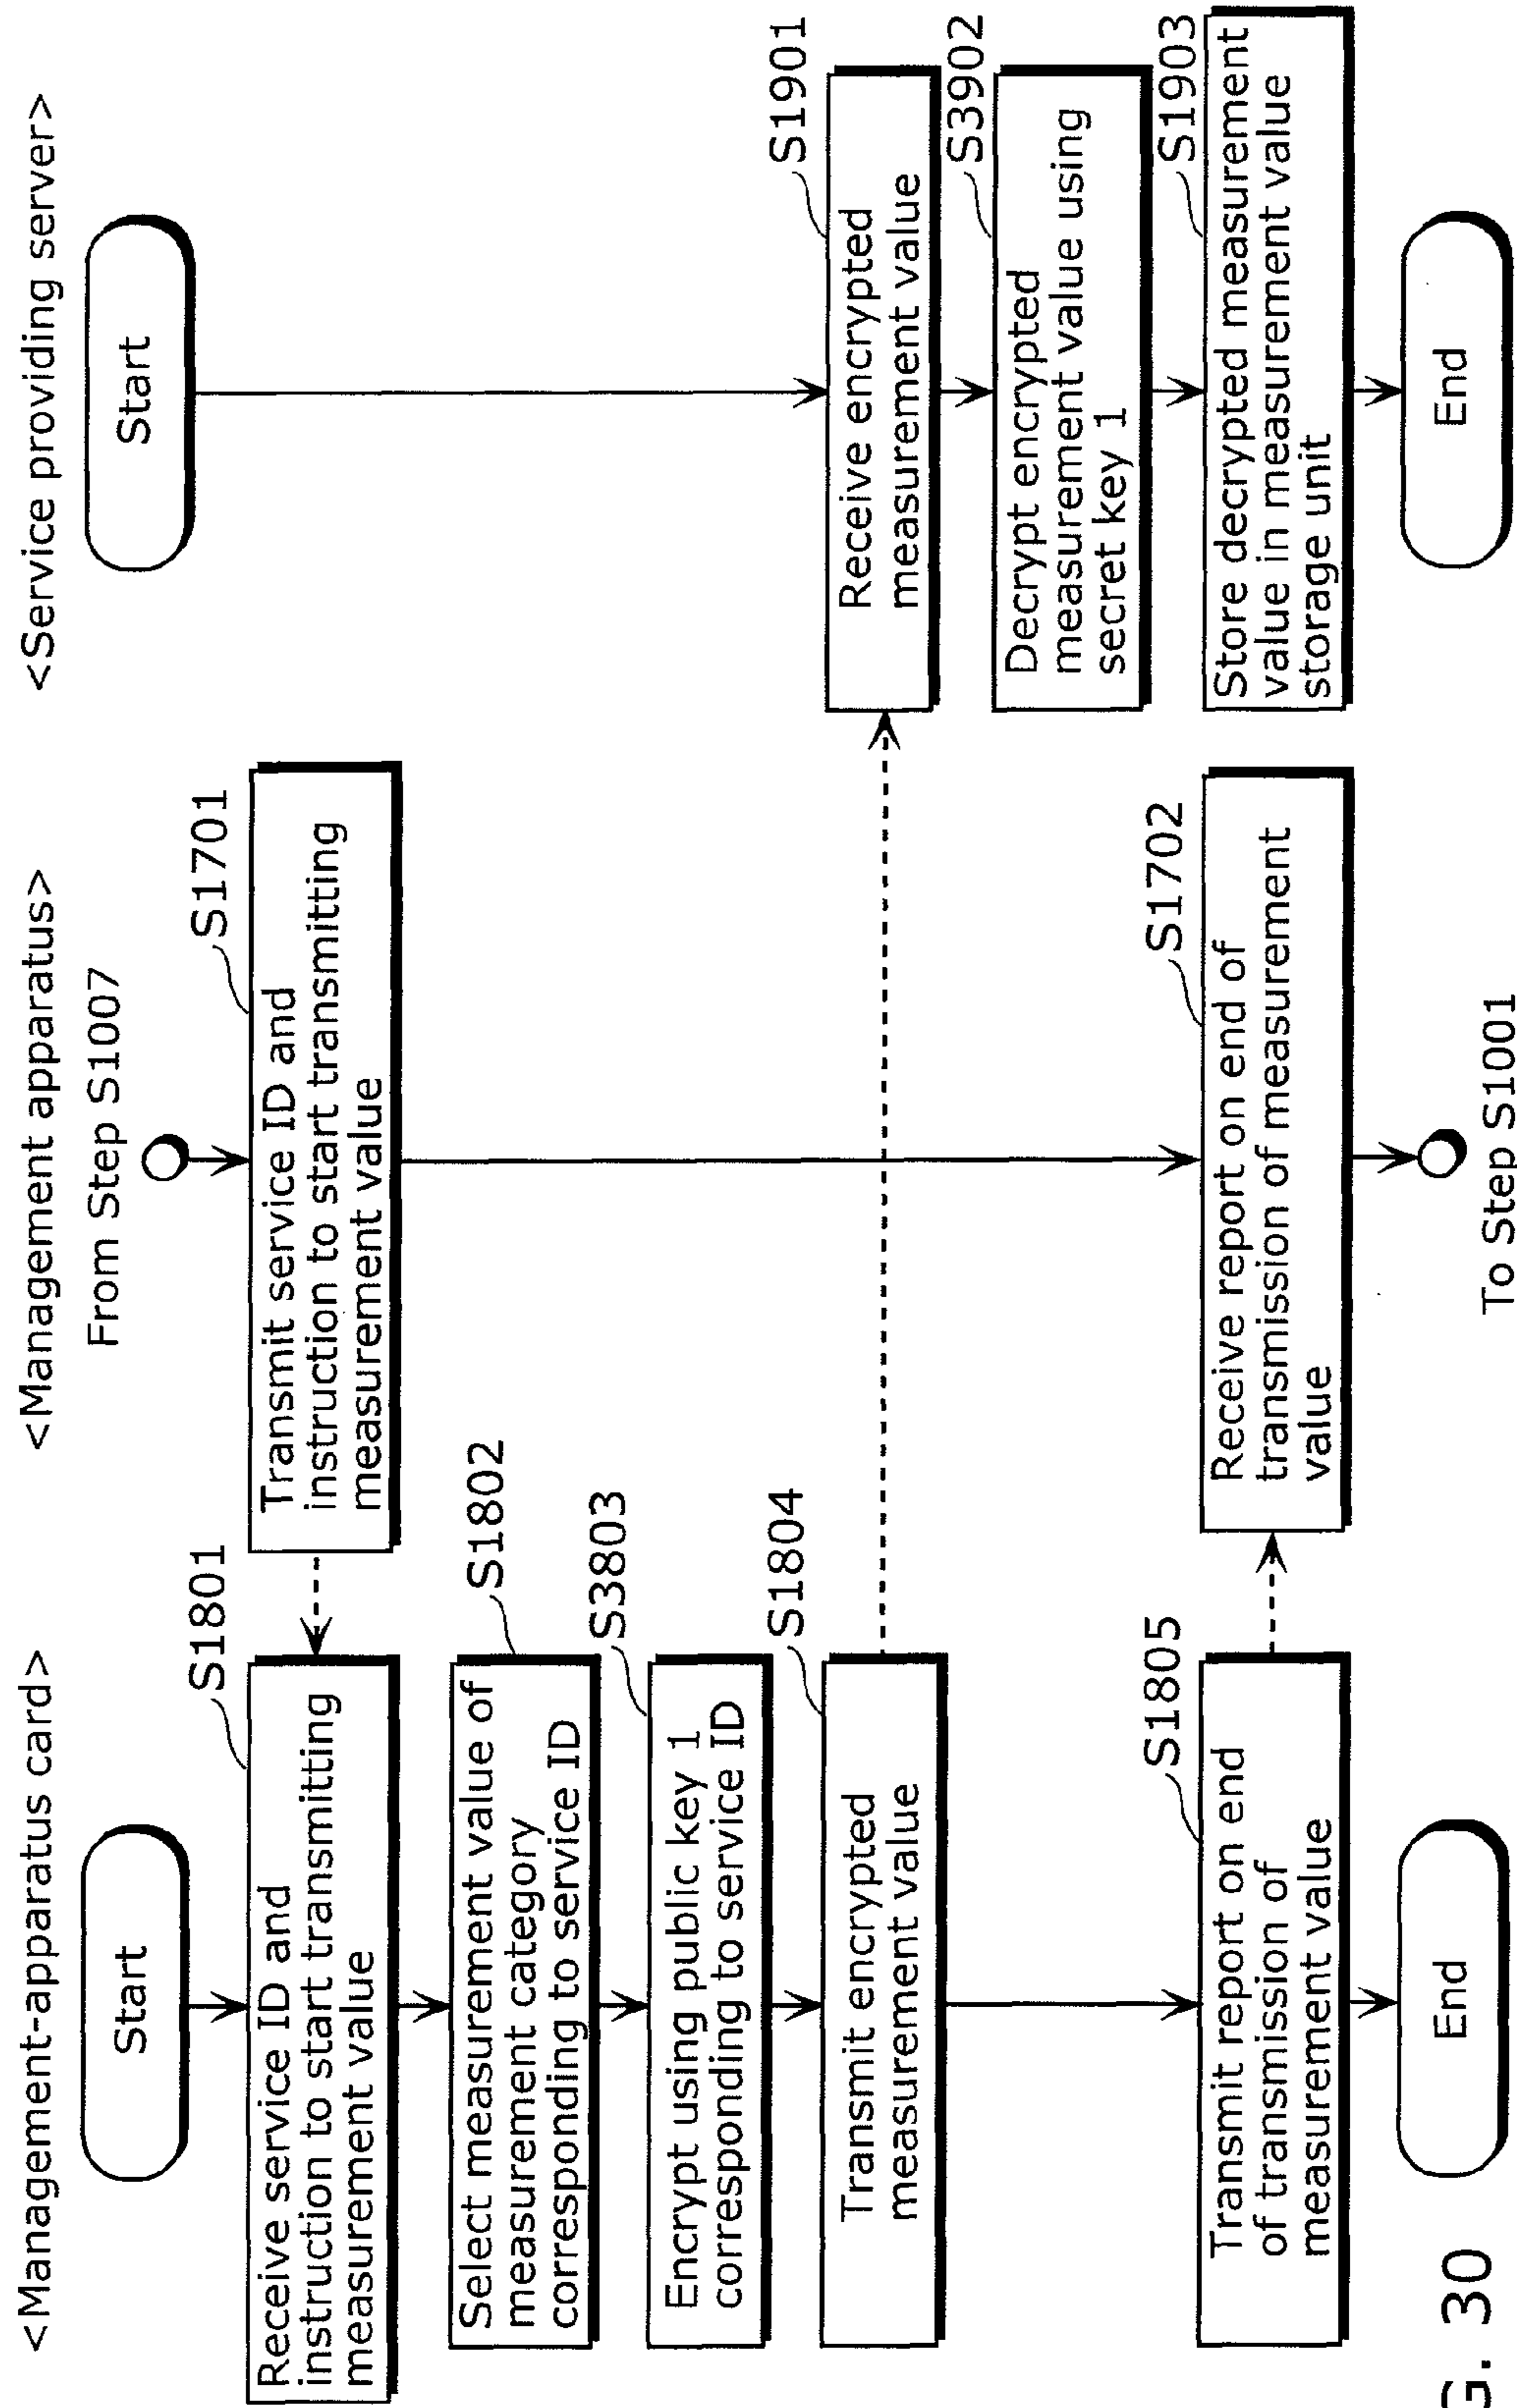 <Management-apparatus card>
Start
S1801
Receive service ID and
instruction to start transmitting
measurement value
S1802
Select measurement value of
measurement category
corresponding to service ID
S3803
Encrypt using public key 1
corresponding to service ID
S1804
Transmit encrypted
measurement value
S1805
Transmit report on end
of transmission of
measurement value
End
<Management apparatus>
From Step S1007
S1701
Transmit service ID and
instruction to start transmitting
measurement value
S1702
Receive report on end of
transmission of measurement
value
To Step S1001
<Service providing server>
Start
S1901
Receive encrypted
measurement value
S3902
Decrypt encrypted
measurement value using
secret key 1
S1903
Store decrypted measurement
value in measurement value
storage unit
End
G. 30